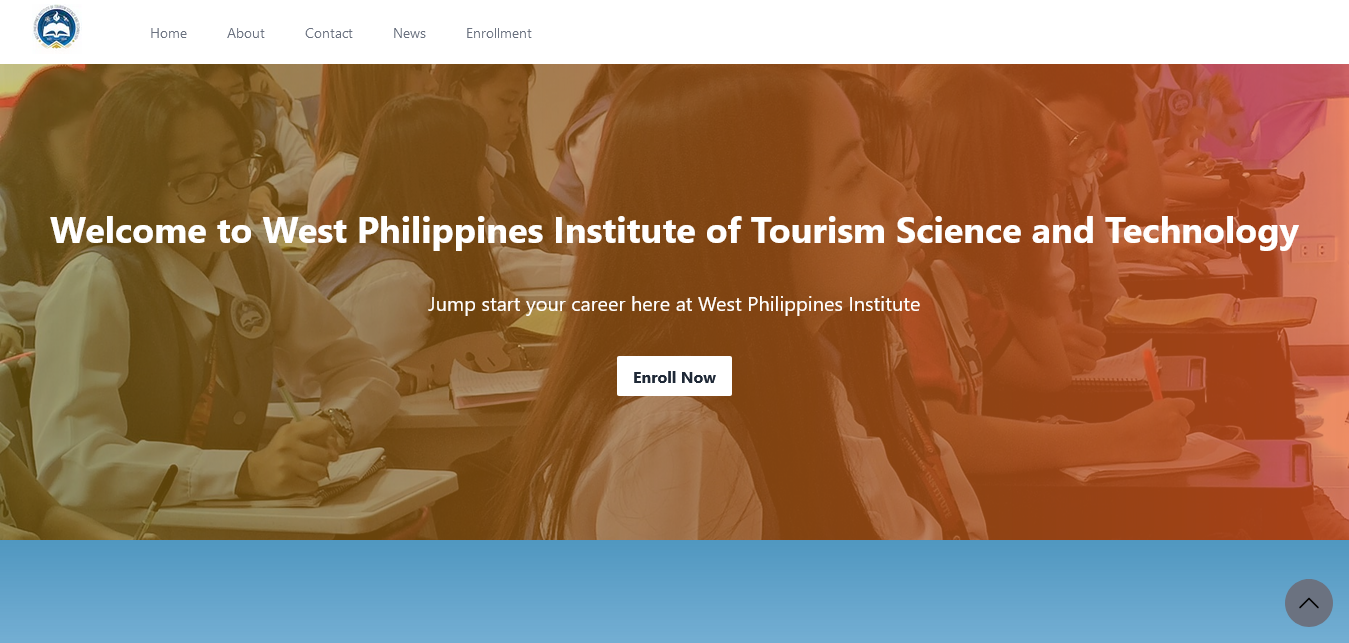 Home
About
Contact
News
Enrollment
Welcome to West Philippines Institute of Tourism Science and Technology
Jump start your career here at West Philippines Institute
Enroll Now